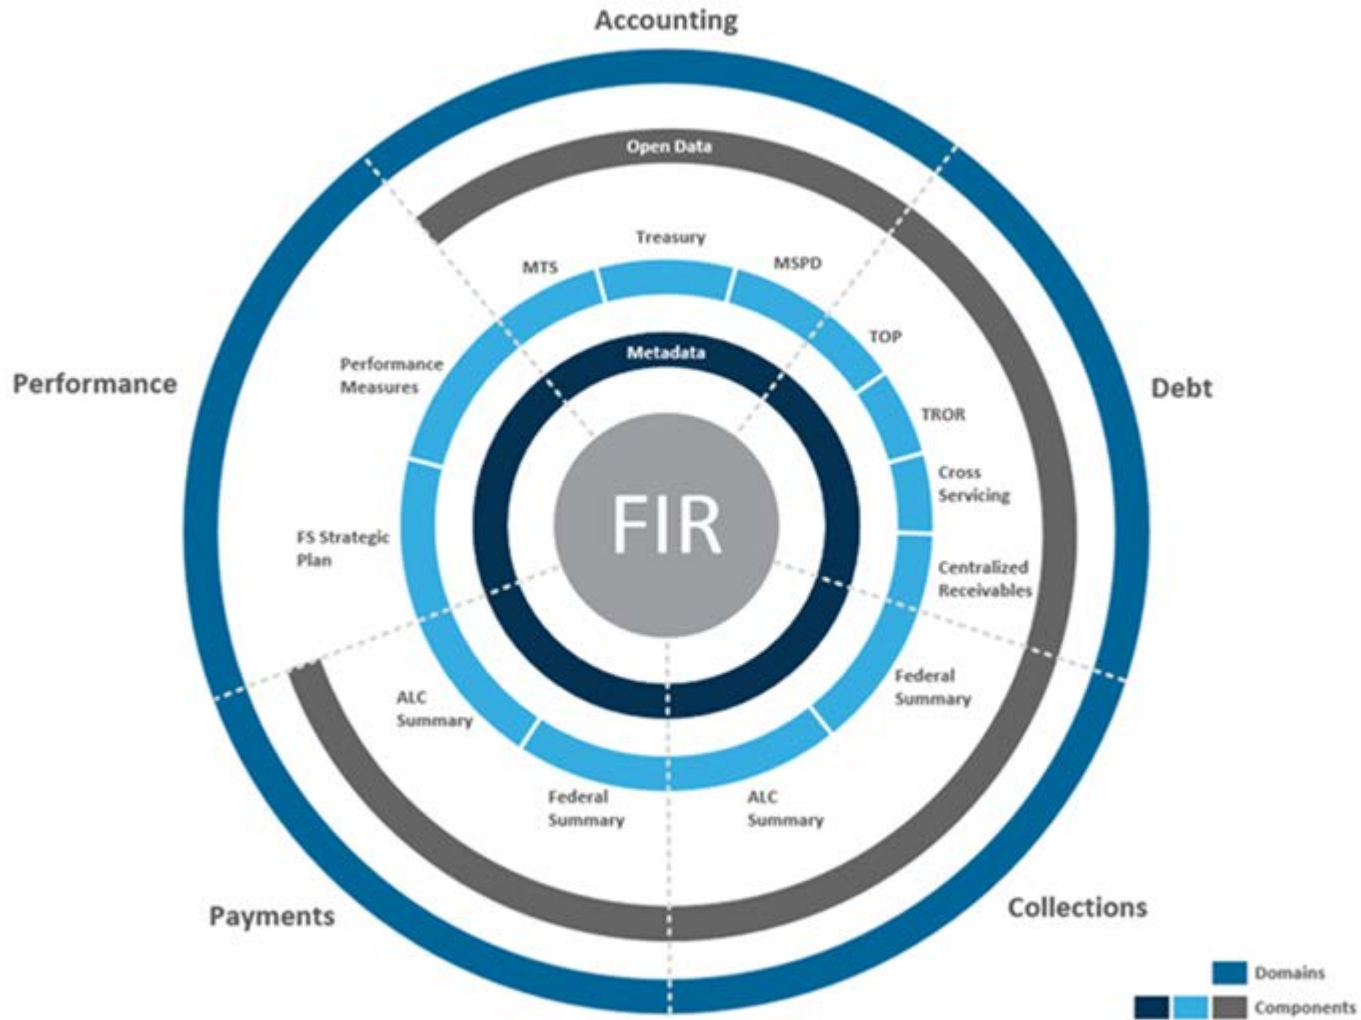 Accounting
Open Data
Treasury
MTS
MSPD
TOP
Metadata
Performance
Measures
Performance
Debt
TROR
Cross
Servicing
FIR
FS Strategic
Plan
Centralized
Receivables
Federal
Summary
ALC
Summary
Federal
Summary
ALC
Summary
Payments
Collections
Domains
Components